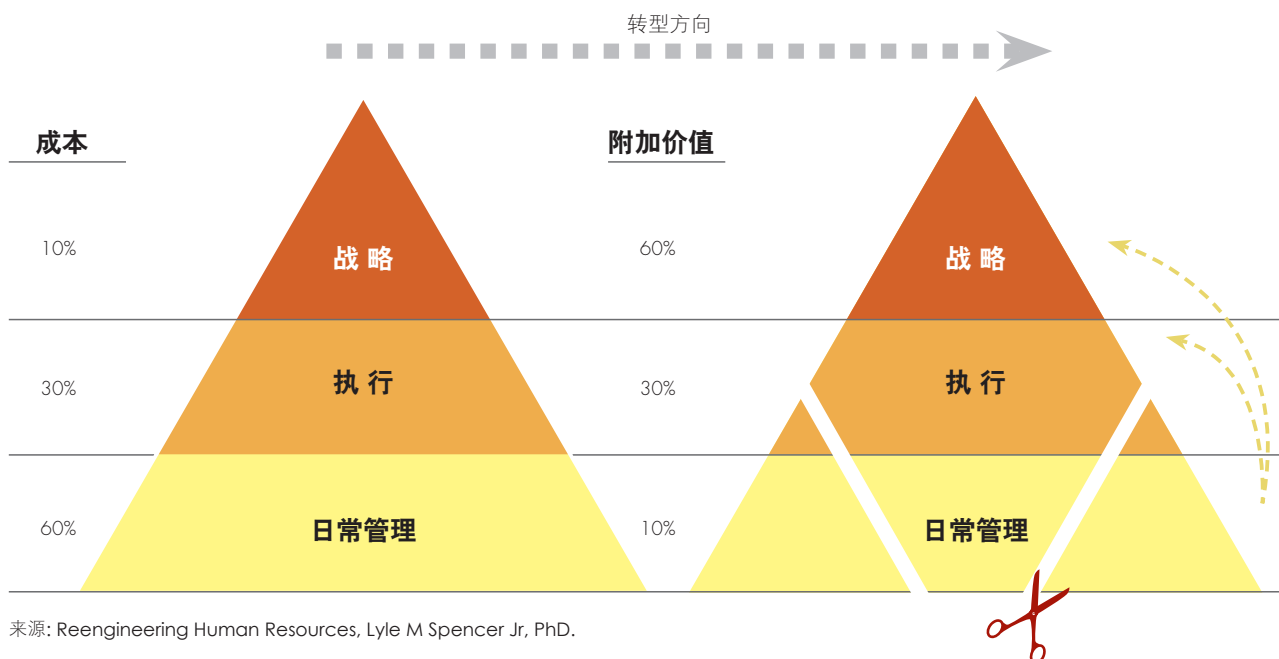 转型方向
成本
附加价值
10%
战 略
60%
战 略
30%
执 行
30%
执 行
60%
日常管理
10%
日常管理
来源: Reengineering Human Resources, Lyle M Spencer Jr, PhD.